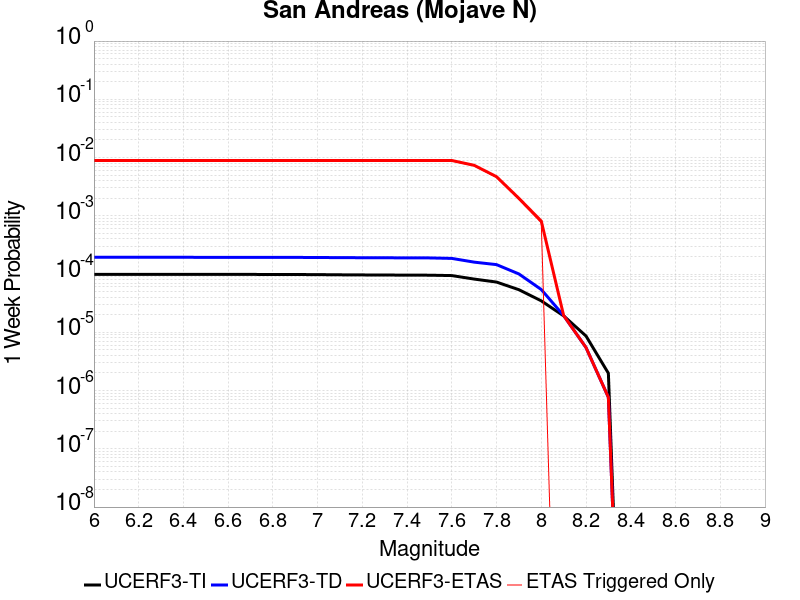 San Andreas (Mojave N)
10^0
10^-1
10^-2
10^-3
10^-4
10^-5
10^-6
10^-7
10^-8
1 Week Probability
6 6.2 6.4 6.6 6.8 7 7.2 7.4 7.6 7.8 8 8.2 8.4 8.6 8.8 9
Magnitude
UCERF3-TI UCERF3-TD UCERF3-ETAS ETAS Triggered Only